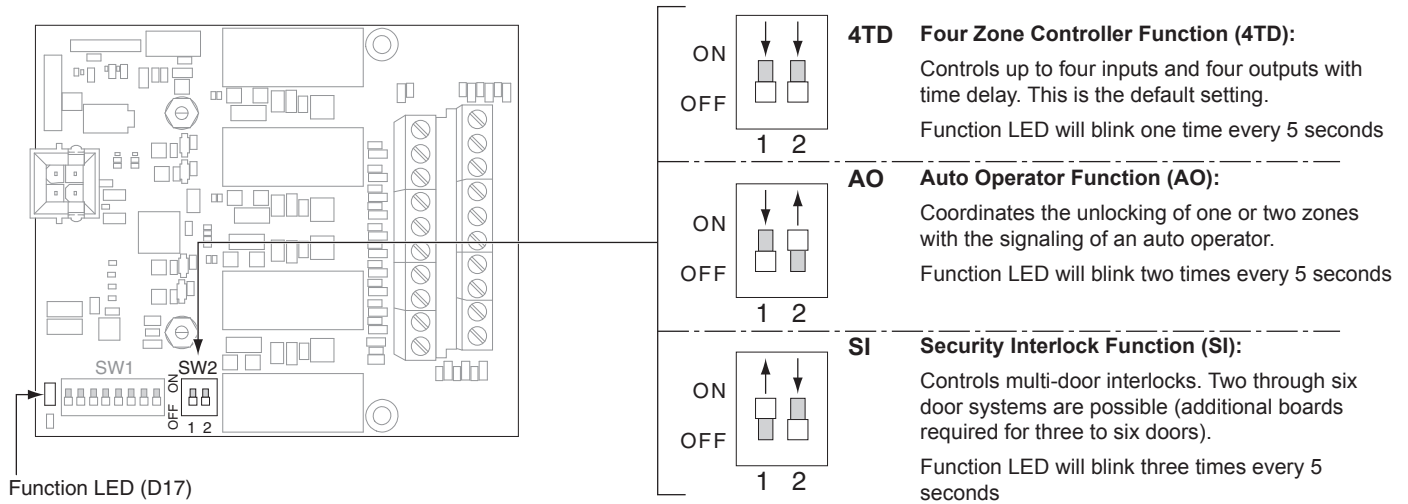 SW1
SW2
OFF
ON
1 2
Function LED (D17)
ON
OFF
1 2
4TD Four Zone Controller Function (4TD):
Controls up to four inputs and four outputs with
time delay. This is the default setting.
Function LED will blink one time every 5 seconds
ON
OFF
1 2
AO Auto Operator Function (AO):
Coordinates the unlocking of one or two zones
with the signaling of an auto operator.
Function LED will blink two times every 5 seconds
ON
OFF
1 2
SI Security Interlock Function (SI):
Controls multi-door interlocks. Two through six
door systems are possible (additional boards
required for three to six doors).
Function LED will blink three times every 5
seconds